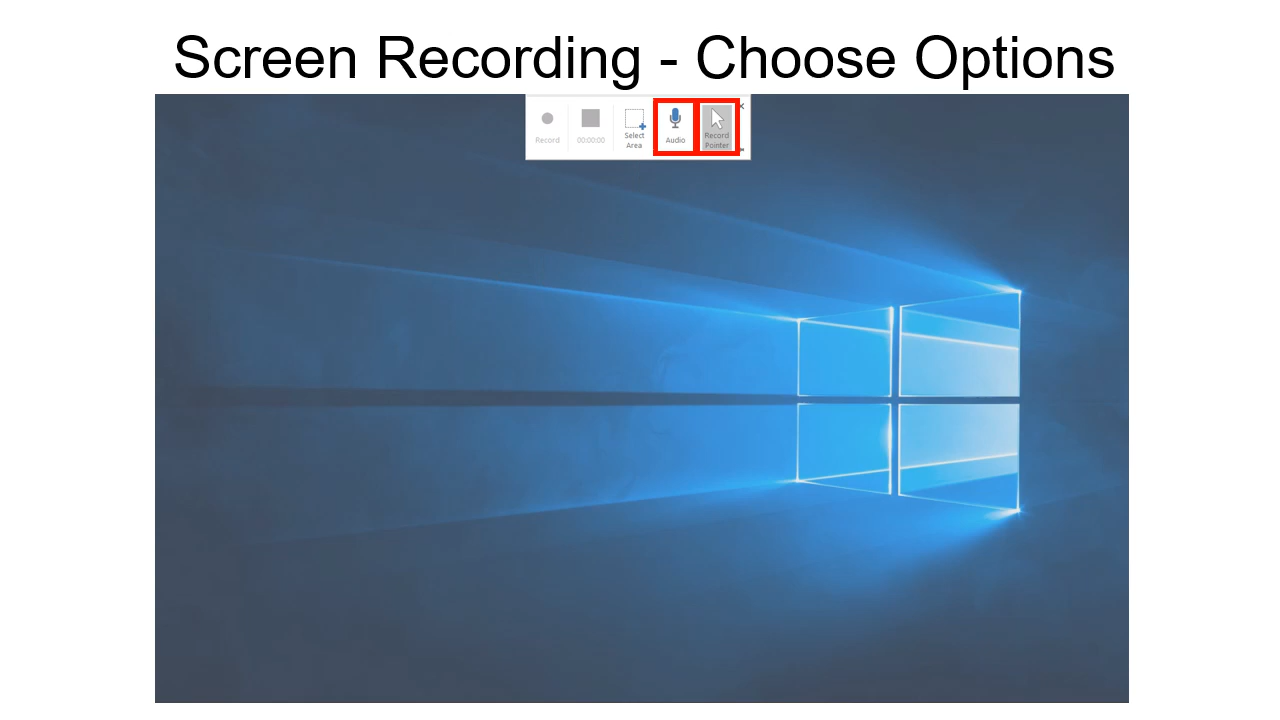 Screen Recording - Choose Options
Record
00:00:00
Select
Area
Audio
Record
Pointer